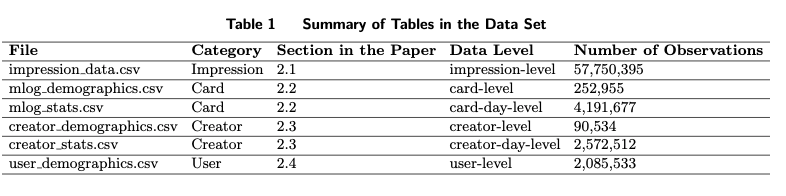 Table 1 Summary of Tables in the Data Set
File Category Section in the Paper Data Level Number of Observations
impression_data.csv Impression 2.1 impression-level 57,750,395
mlog_demographics.csv Card 2.2 card-level 252,955
mlog_stats.csv Card 2.2 card-day-level 4,191,677
creator_demographics.csv Creator 2.3 creator-level 90,534
creator_stats.csv Creator 2.3 creator-day-level 2,572,512
user_demographics.csv User 2.4 user-level 2,085,533